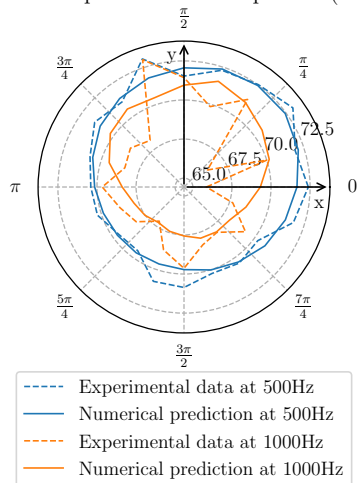 π/2
y
3π/4
π/4
72.5
70.0
67.5
65.0
π
0
x
5π/4
7π/4
3π/2
Experimental data at 500Hz
Numerical prediction at 500Hz
Experimental data at 1000Hz
Numerical prediction at 1000Hz